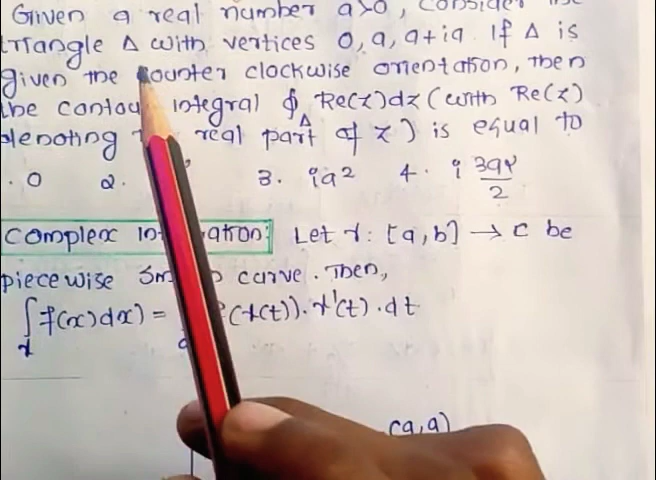 Given a real number a>0, consider the
triangle Δ with vertices 0, a, a+ia. If Δ is
given the counter clockwise orientation, then
the contour integral ∮ Re(z)dz (with Re(z)
Δ
denoting real part of z) is equal to
. 0 2. 3. ia² 4. i 3a²/2
Complex Let γ: [a,b] → C be
piecewise curve. Then,
∫ f(x)dx) = (γ(t)).γ'(t).dt
γ a
(a,a)